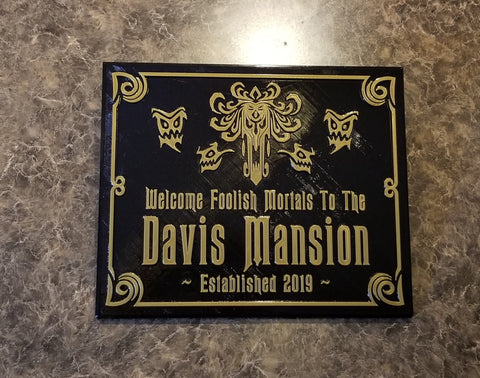 Welcome Foolish Mortals To The
Davis Mansion
~ Established 2019 ~